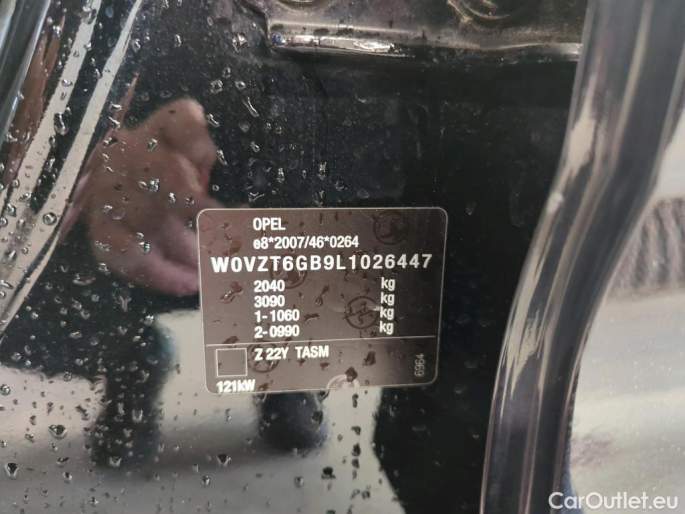 OPEL
e8*2007/46*0264
W0VZT6GB9L1026447
2040 kg
3090 kg
1-1060 kg
2-0990 kg
Z 22Y TASM
121kW
6964
CarOutlet.eu